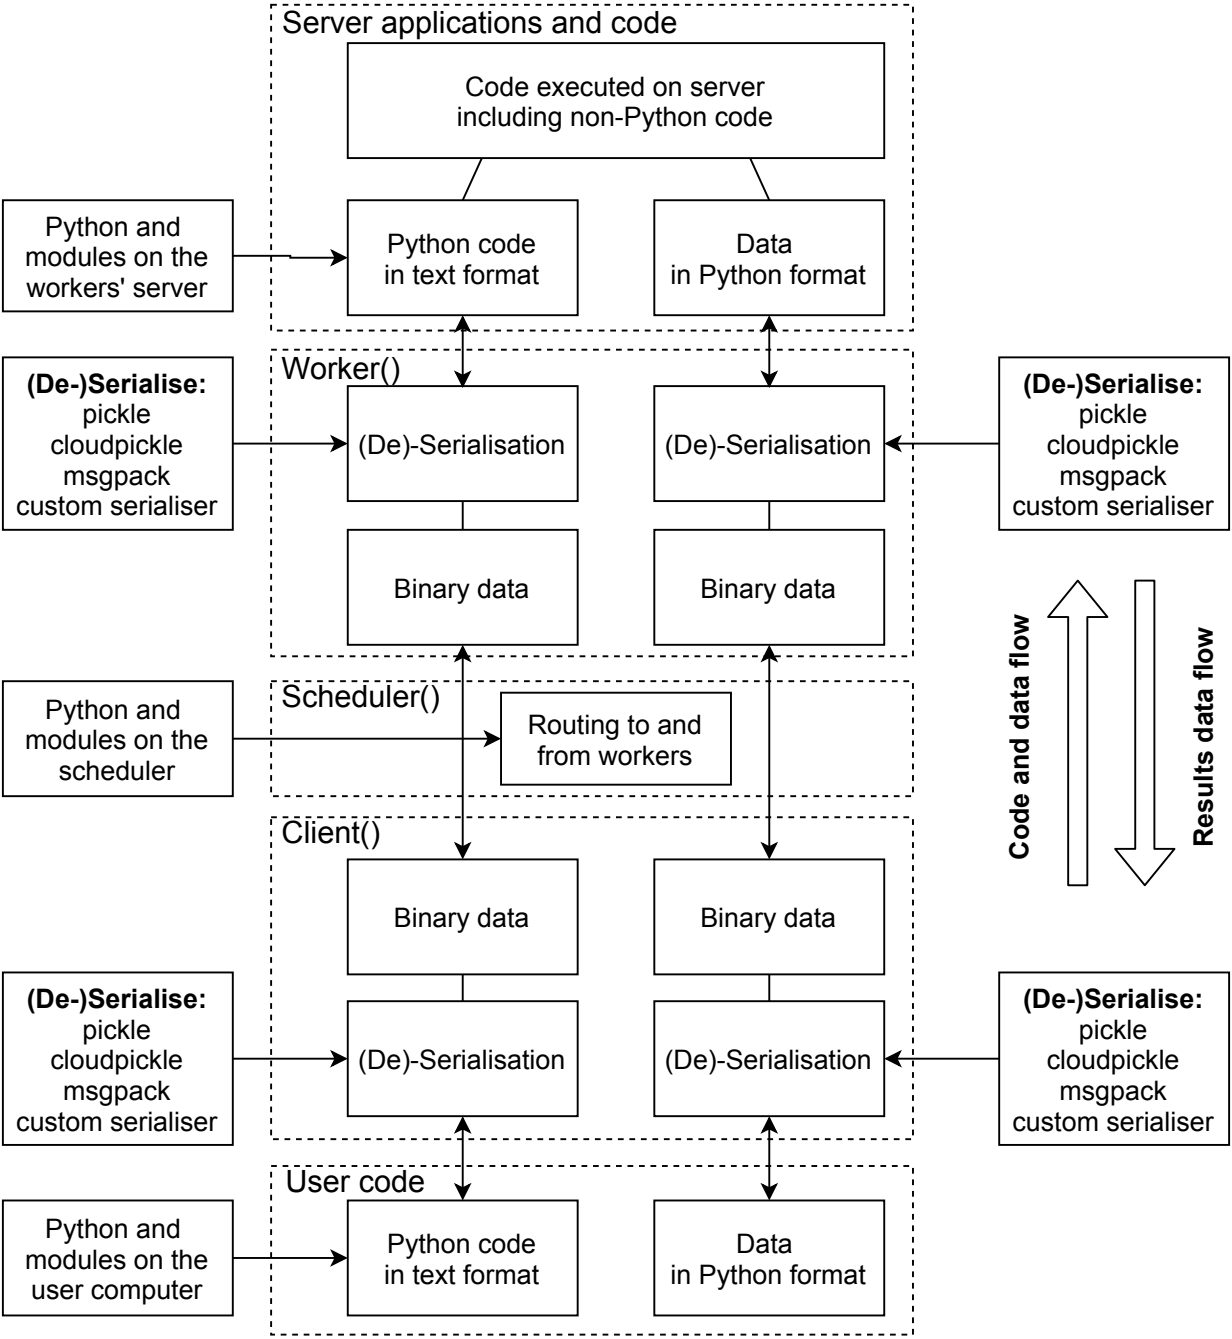 Server applications and code
Code executed on server
including non-Python code
Python and
modules on the
workers' server
Python code
in text format
Data
in Python format
Worker()
(De-)Serialise:
pickle
cloudpickle
msgpack
custom serialiser
(De)-Serialisation
(De)-Serialisation
(De-)Serialise:
pickle
cloudpickle
msgpack
custom serialiser
Binary data
Binary data
Scheduler()
Python and
modules on the
scheduler
Routing to and
from workers
Code and data flow
Results data flow
Client()
Binary data
Binary data
(De-)Serialise:
pickle
cloudpickle
msgpack
custom serialiser
(De)-Serialisation
(De)-Serialisation
(De-)Serialise:
pickle
cloudpickle
msgpack
custom serialiser
User code
Python and
modules on the
user computer
Python code
in text format
Data
in Python format